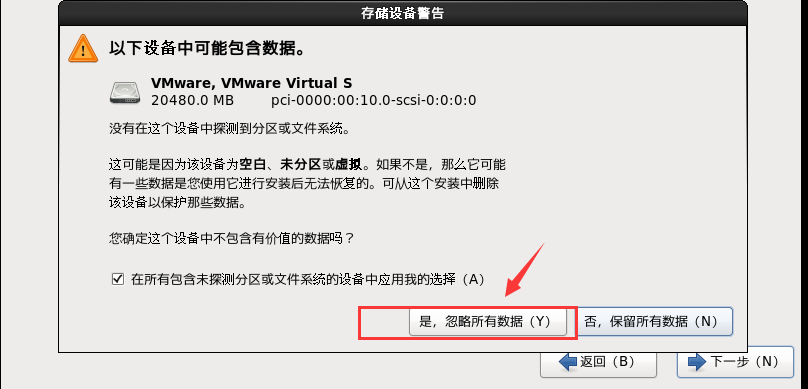 存储设备警告
以下设备中可能包含数据。
VMware, VMware Virtual S
20480.0 MB pci-0000:00:10.0-scsi-0:0:0:0
没有在这个设备中探测到分区或文件系统。
这可能是因为该设备为空白、未分区或虚拟。如果不是，那么它可能
有一些数据是您使用它进行安装后无法恢复的。可从这个安装中删除
该设备以保护那些数据。
您确定这个设备中不包含有价值的数据吗？
在所有包含未探测分区或文件系统的设备中应用我的选择（A）
是，忽略所有数据（Y） 否，保留所有数据（N）
返回（B） 下一步（N）